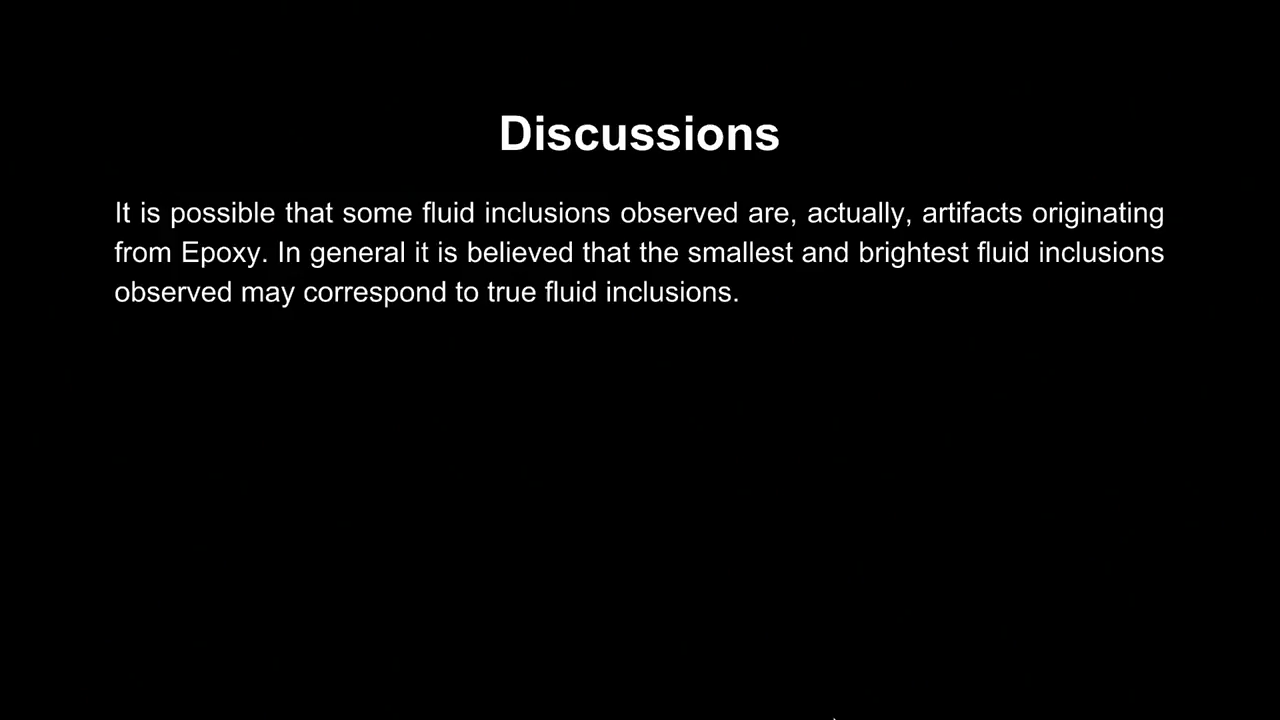 Discussions
It is possible that some fluid inclusions observed are, actually, artifacts originating
from Epoxy. In general it is believed that the smallest and brightest fluid inclusions
observed may correspond to true fluid inclusions.